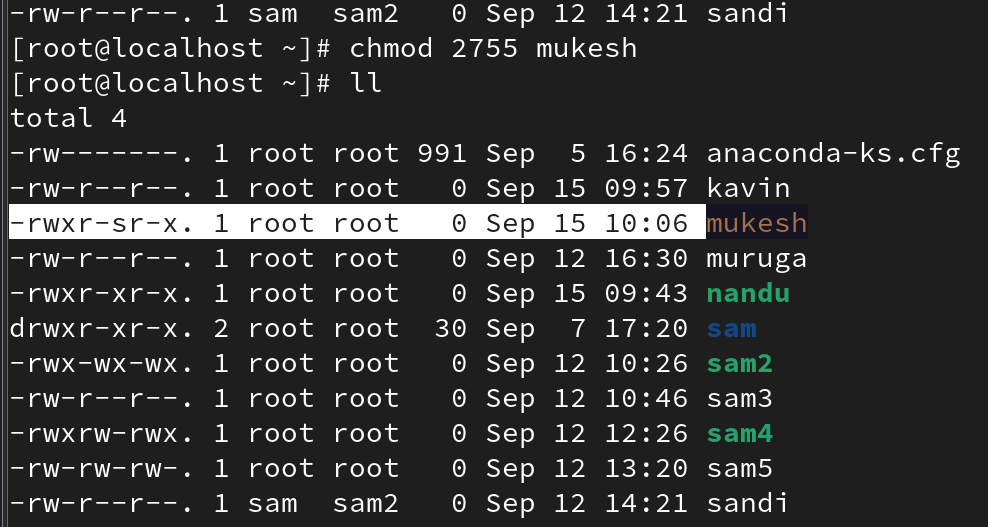 -rw-r--r--. 1 sam  sam2   0 Sep 12 14:21 sandi
[root@localhost ~]# chmod 2755 mukesh
[root@localhost ~]# ll
total 4
-rw-------. 1 root root 991 Sep  5 16:24 anaconda-ks.cfg
-rw-r--r--. 1 root root   0 Sep 15 09:57 kavin
-rwxr-sr-x. 1 root root   0 Sep 15 10:06 mukesh
-rw-r--r--. 1 root root   0 Sep 12 16:30 muruga
-rwxr-xr-x. 1 root root   0 Sep 15 09:43 nandu
drwxr-xr-x. 2 root root  30 Sep  7 17:20 sam
-rwx-wx-wx. 1 root root   0 Sep 12 10:26 sam2
-rw-r--r--. 1 root root   0 Sep 12 10:46 sam3
-rwxrw-rwx. 1 root root   0 Sep 12 12:26 sam4
-rw-rw-rw-. 1 root root   0 Sep 12 13:20 sam5
-rw-r--r--. 1 sam  sam2   0 Sep 12 14:21 sandi